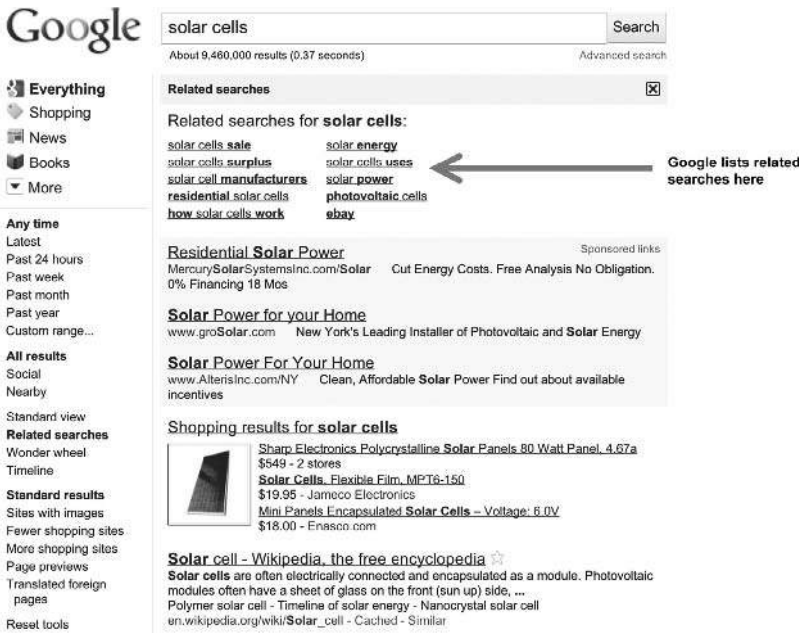 Google
solar cells
Search
About 9,460,000 results (0.37 seconds)
Advanced search
Everything
Shopping
News
Books
More
Any time
Latest
Past 24 hours
Past week
Past month
Past year
Custom range...
All results
Social
Nearby
Standard view
Related searches
Wonder wheel
Timeline
Standard results
Sites with images
Fewer shopping sites
More shopping sites
Page previews
Translated foreign
pages
Reset tools
Related searches
Related searches for solar cells:
solar cells sale
solar cells surplus
solar cell manufacturers
residential solar cells
how solar cells work
solar energy
solar cells uses
solar power
photovoltaic cells
ebay
Google lists related
searches here
Residential Solar Power
Sponsored links
MercurySolarSystemsInc.com/Solar Cut Energy Costs. Free Analysis No Obligation.
0% Financing 18 Mos
Solar Power for your Home
www.groSolar.com New York's Leading Installer of Photovoltaic and Solar Energy
Solar Power For Your Home
www.AlterisInc.com/NY Clean, Affordable Solar Power Find out about available
incentives
Shopping results for solar cells
Sharp Electronics Polycrystalline Solar Panels 80 Watt Panel, 4.67a
$549 - 2 stores
Solar Cells, Flexible Film, MPT6-150
$19.95 - Jameco Electronics
Mini Panels Encapsulated Solar Cells – Voltage: 6.0V
$18.00 - Enasco.com
Solar cell - Wikipedia, the free encyclopedia
Solar cells are often electrically connected and encapsulated as a module. Photovoltaic
modules often have a sheet of glass on the front (sun up) side, ...
Polymer solar cell - Timeline of solar energy - Nanocrystal solar cell
en.wikipedia.org/wiki/Solar_cell - Cached - Similar